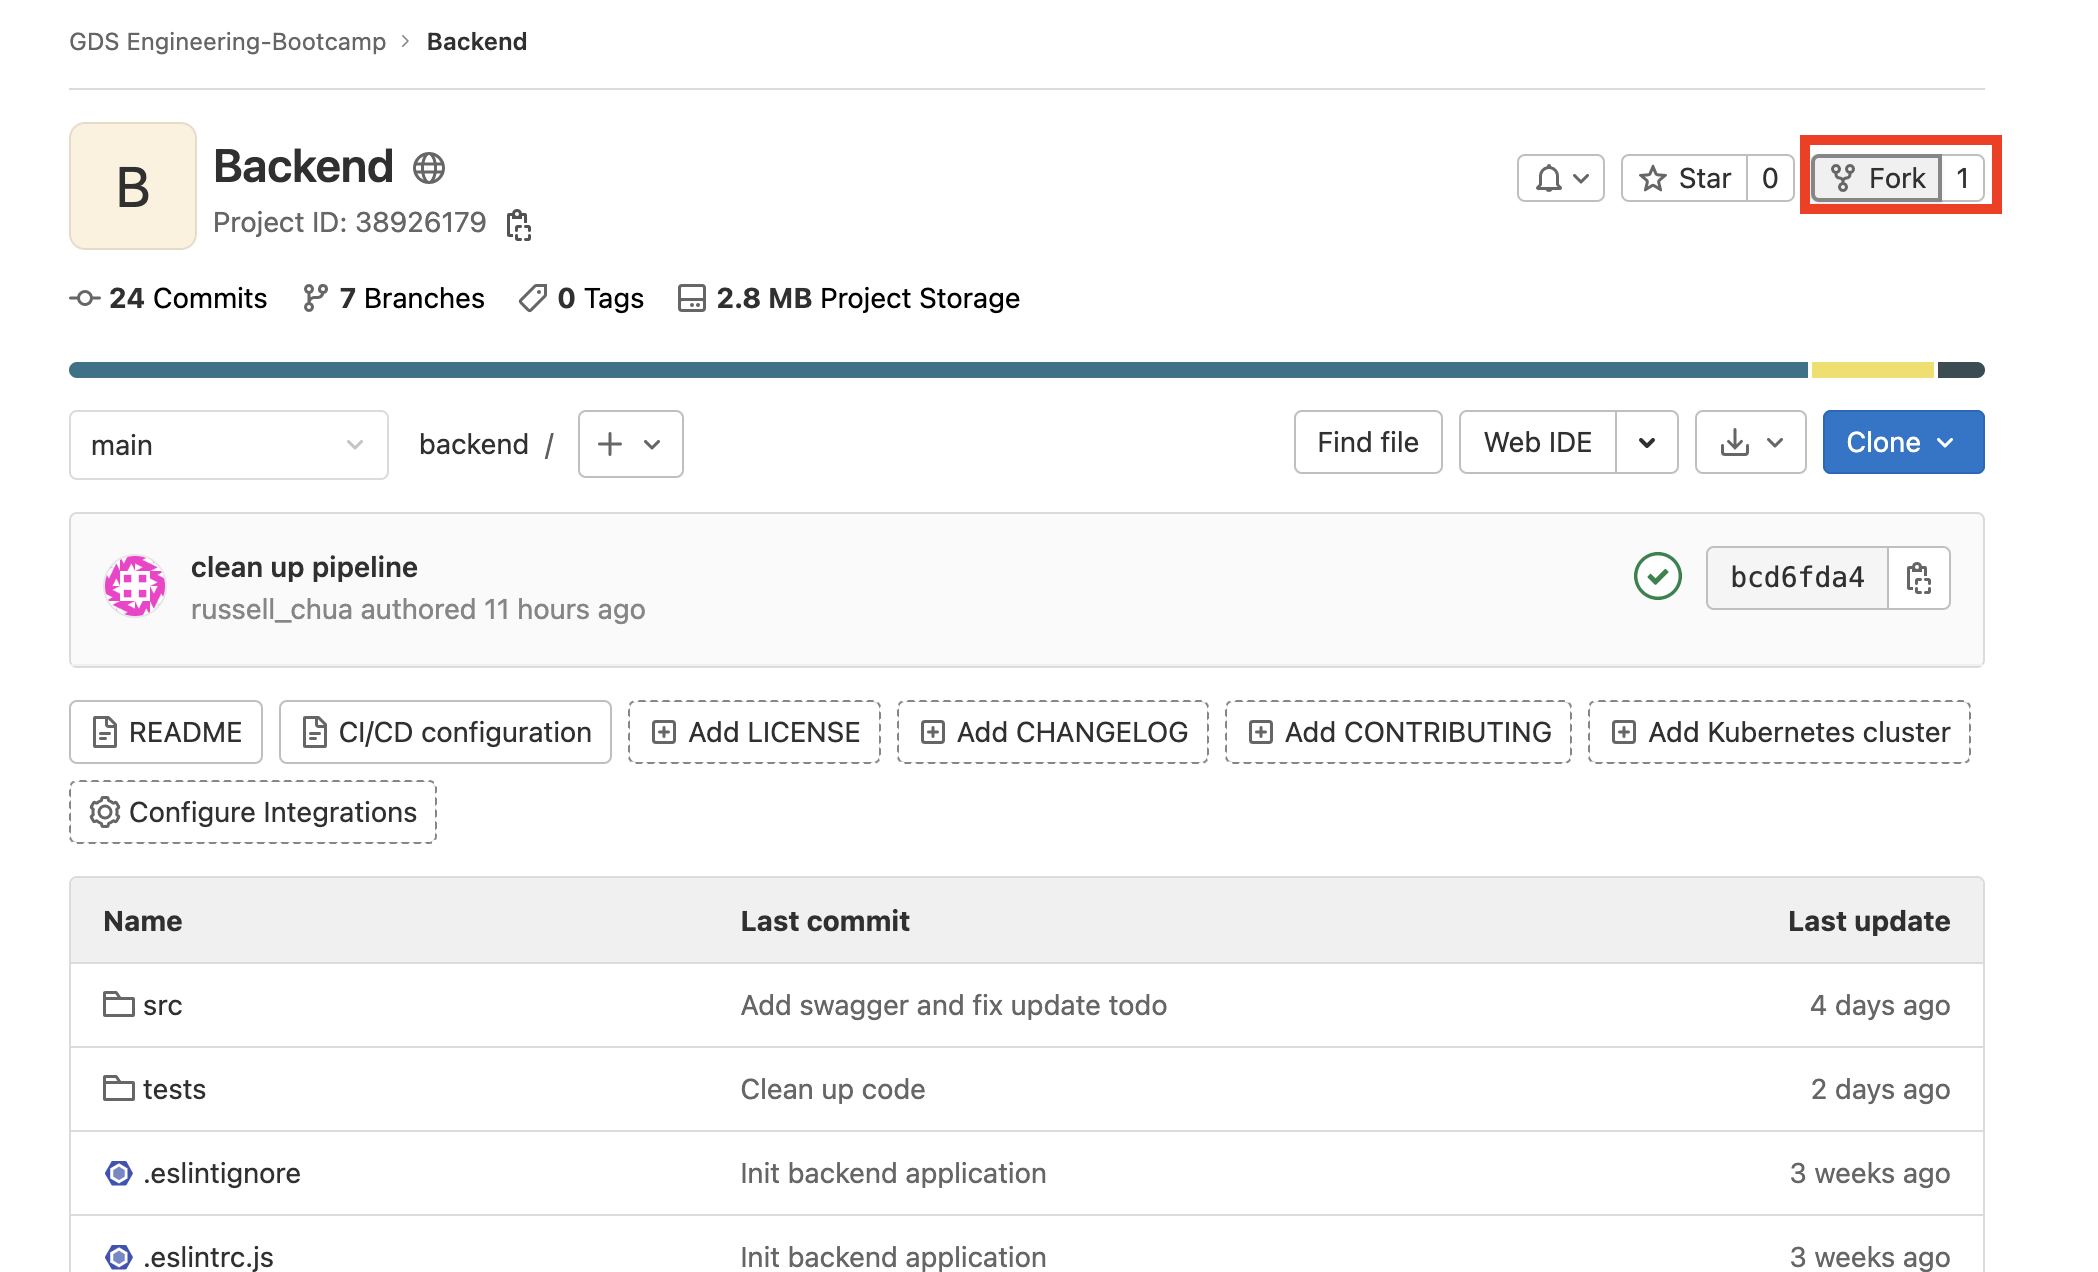 GDS Engineering-Bootcamp > Backend
B
Backend
Project ID: 38926179
Star 0
Fork 1
24 Commits 7 Branches 0 Tags 2.8 MB Project Storage
main
backend /
Find file
Web IDE
Clone
clean up pipeline
russell_chua authored 11 hours ago
bcd6fda4
README
CI/CD configuration
Add LICENSE
Add CHANGELOG
Add CONTRIBUTING
Add Kubernetes cluster
Configure Integrations
Name Last commit Last update
src Add swagger and fix update todo 4 days ago
tests Clean up code 2 days ago
.eslintignore Init backend application 3 weeks ago
.eslintrc.js Init backend application 3 weeks ago